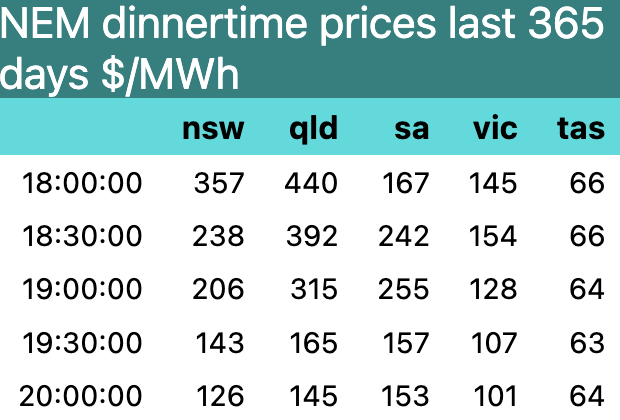 NEM dinnertime prices last 365
days $/MWh
nsw qld sa vic tas
18:00:00 357 440 167 145 66
18:30:00 238 392 242 154 66
19:00:00 206 315 255 128 64
19:30:00 143 165 157 107 63
20:00:00 126 145 153 101 64